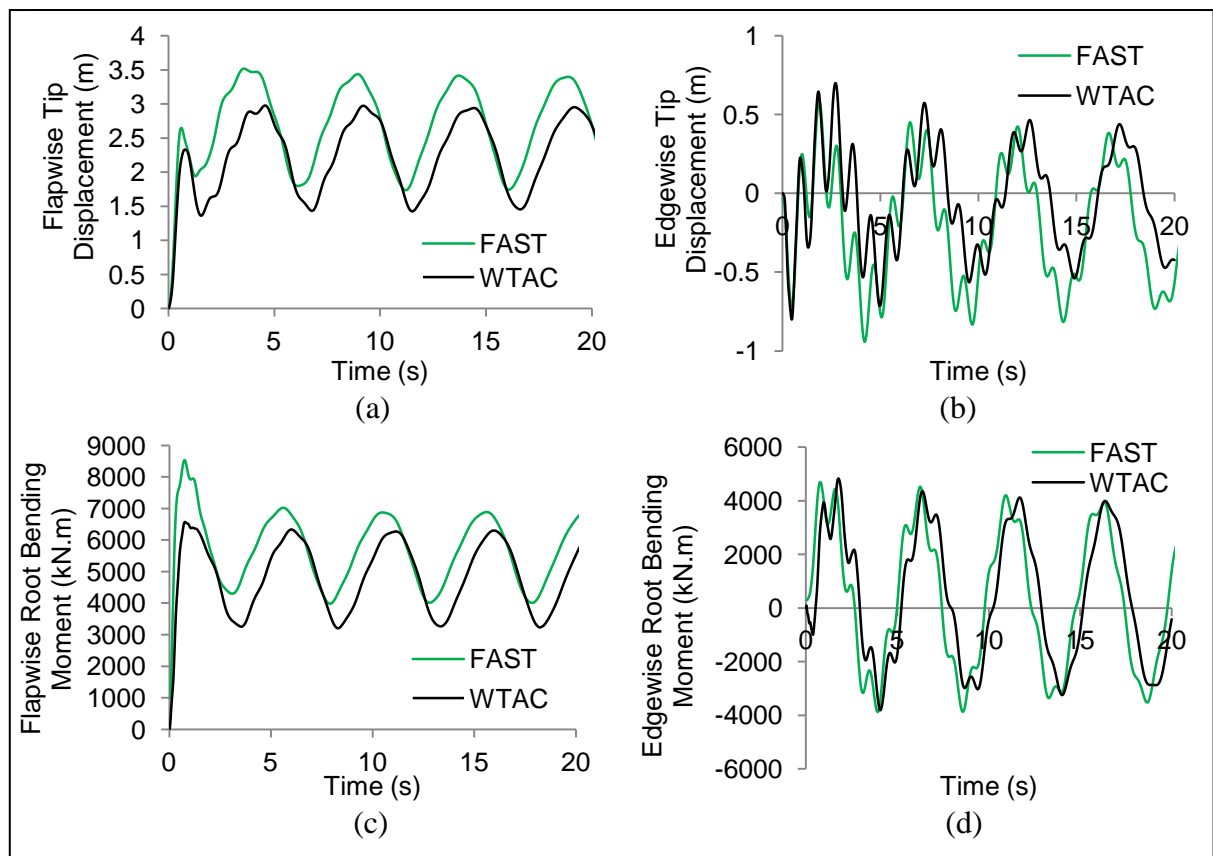 Flapwise Tip
Displacement (m)
4
3.5
3
2.5
2
1.5
1
0.5
0
FAST
WTAC
0 5 10 15 20
Time (s)
(a)
Edgewise Tip
Displacement (m)
1
0.5
0
-0.5
-1
FAST
WTAC
0 5 10 15 20
Time (s)
(b)
Flapwise Root Bending
Moment (kN.m)
9000
8000
7000
6000
5000
4000
3000
2000
1000
0
FAST
WTAC
0 5 10 15 20
Time (s)
(c)
Edgewise Root Bending
Moment (kN.m)
6000
4000
2000
0
-2000
-4000
-6000
FAST
WTAC
0 5 10 15 20
Time (s)
(d)